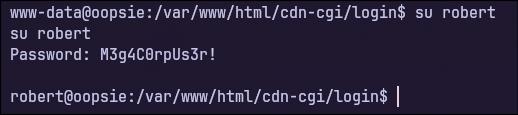 www-data@oopsie:/var/www/html/cdn-cgi/login$ su robert
su robert
Password: M3g4C0rpUs3r!
robert@oopsie:/var/www/html/cdn-cgi/login$